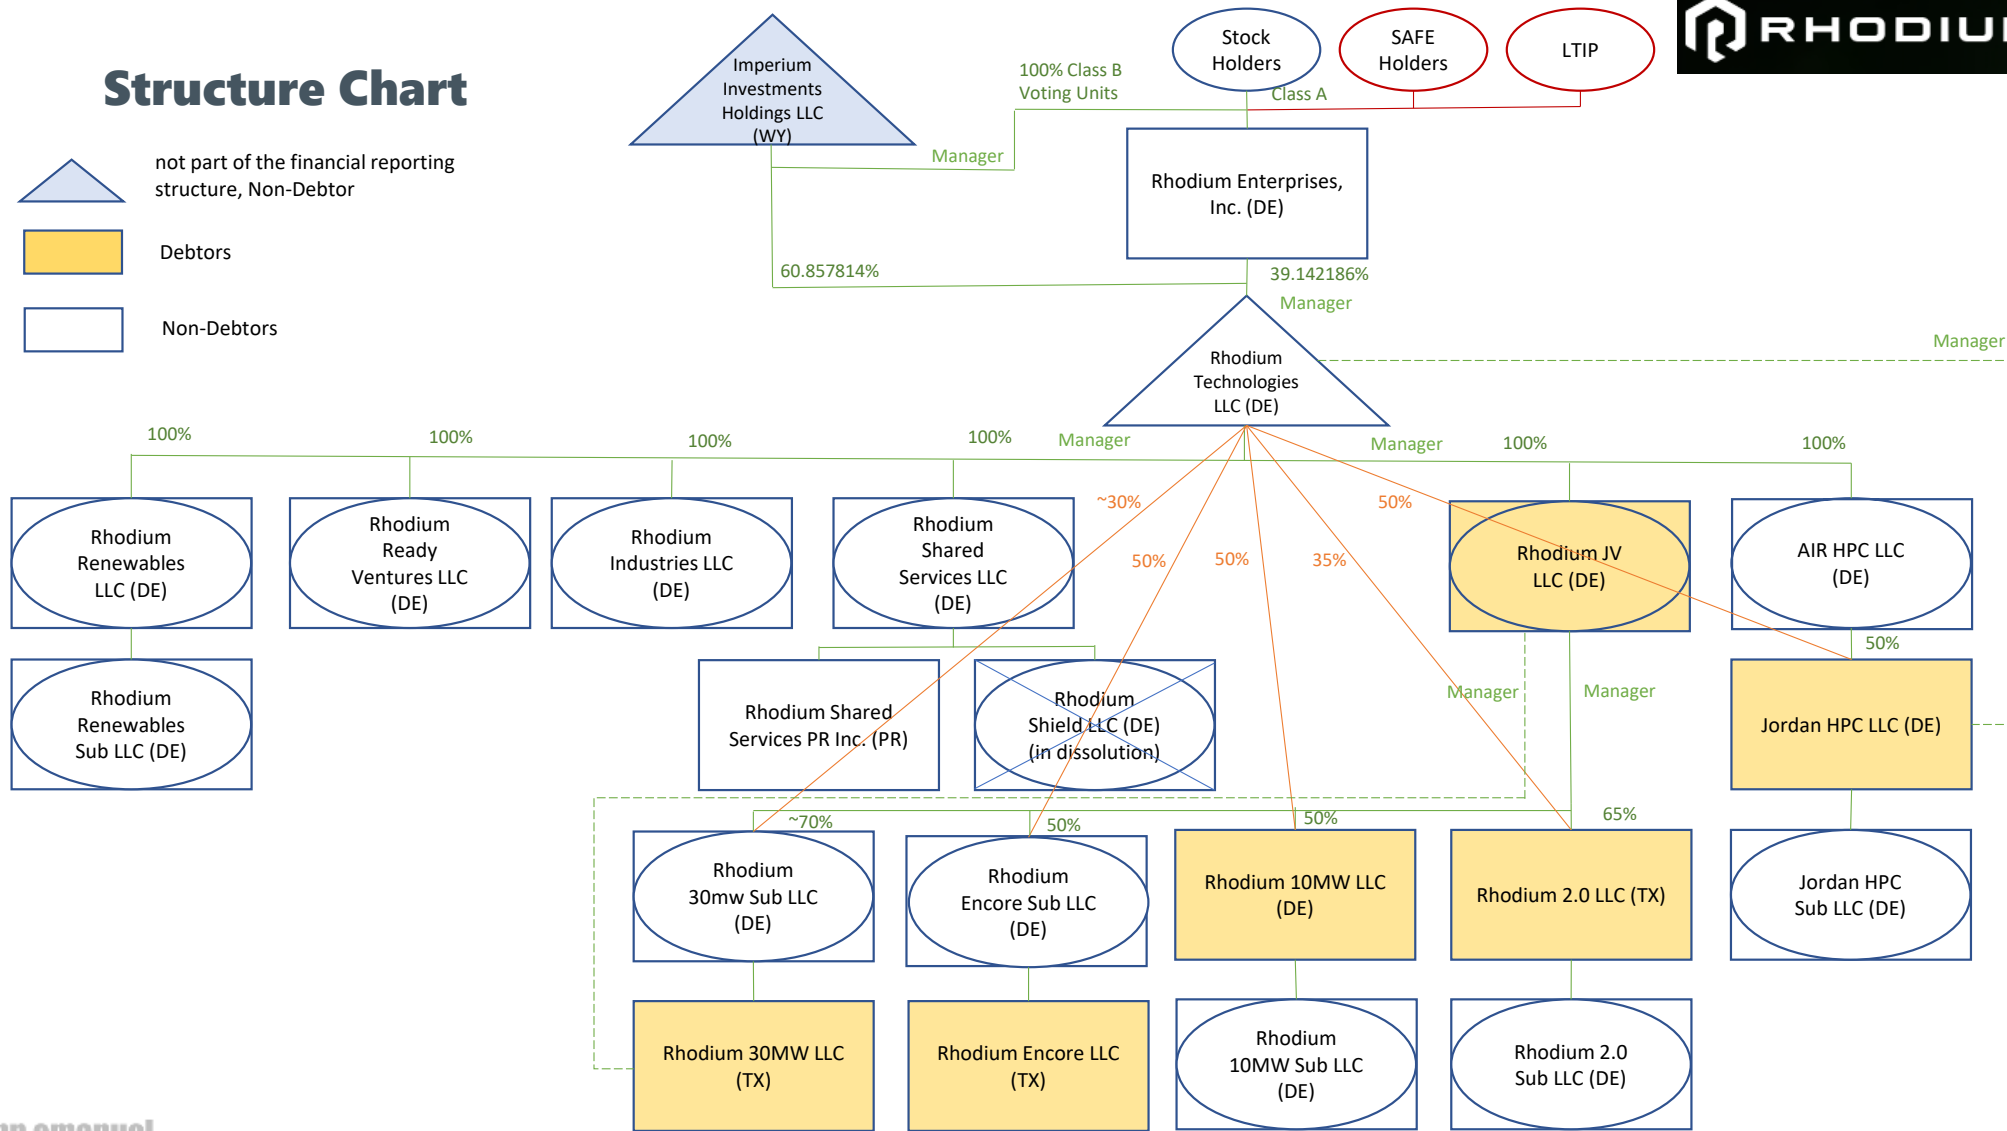 Structure Chart
not part of the financial reporting
structure, Non-Debtor
Debtors
Non-Debtors
Imperium
Investments
Holdings LLC
(WY)
Stock
Holders
SAFE
Holders
LTIP
RHODIU
100% Class B
Voting Units
Class A
Manager
Rhodium Enterprises,
Inc. (DE)
60.857814%
39.142186%
Manager
Manager
Rhodium
Technologies
LLC (DE)
100%
100%
100%
100%
Manager
Manager
100%
100%
Rhodium
Renewables
LLC (DE)
Rhodium
Ready
Ventures LLC
(DE)
Rhodium
Industries LLC
(DE)
Rhodium
Shared
Services LLC
(DE)
~30%
50%
50%
35%
50%
Rhodium JV
LLC (DE)
AIR HPC LLC
(DE)
50%
Rhodium
Renewables
Sub LLC (DE)
Rhodium Shared
Services PR Inc. (PR)
Rhodium
Shield LLC (DE)
(in dissolution)
Manager
Manager
Jordan HPC LLC (DE)
~70%
50%
50%
65%
Rhodium
30mw Sub LLC
(DE)
Rhodium
Encore Sub LLC
(DE)
Rhodium 10MW LLC
(DE)
Rhodium 2.0 LLC (TX)
Jordan HPC
Sub LLC (DE)
Rhodium 30MW LLC
(TX)
Rhodium Encore LLC
(TX)
Rhodium
10MW Sub LLC
(DE)
Rhodium 2.0
Sub LLC (DE)
emanuel